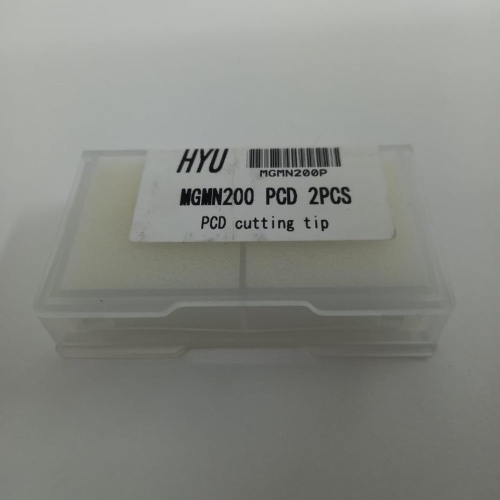 HYU
MGMN200P
MGMN200 PCD 2PCS
PCD cutting tip